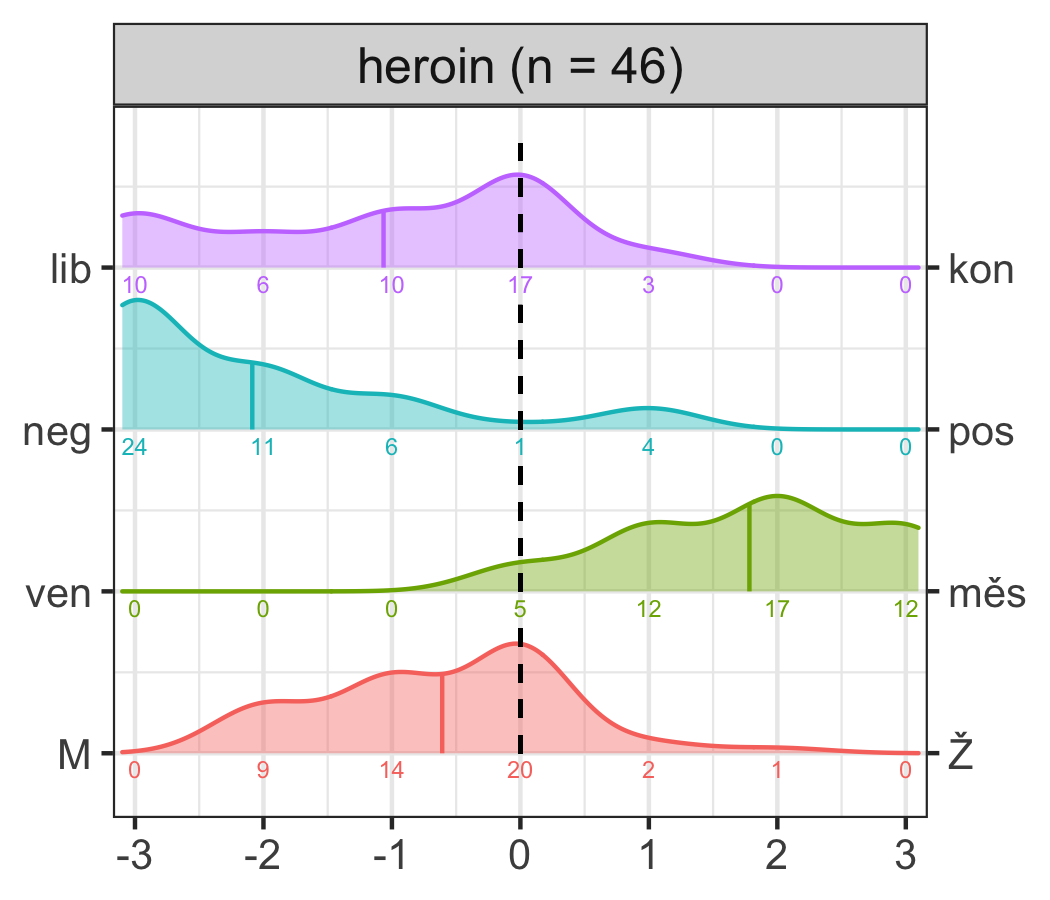 heroin (n = 46)
lib kon
10 6 10 17 3 0 0
neg pos
24 11 6 1 4 0 0
ven měs
0 0 0 5 12 17 12
M Ž
0 9 14 20 2 1 0
-3 -2 -1 0 1 2 3